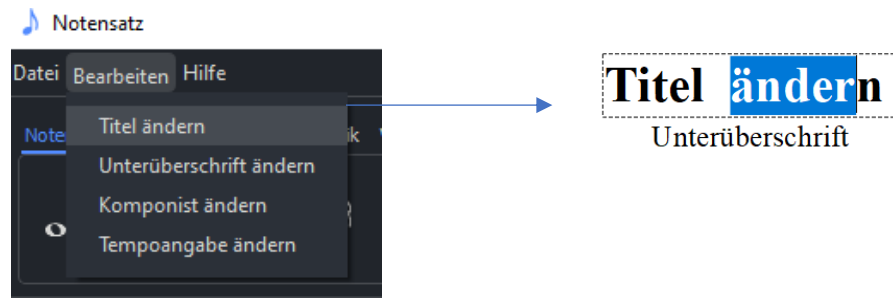 Notensatz
Datei Bearbeiten Hilfe
Titel ändern
Unterüberschrift ändern
Komponist ändern
Tempoangabe ändern
Titel ändern
Unterüberschrift